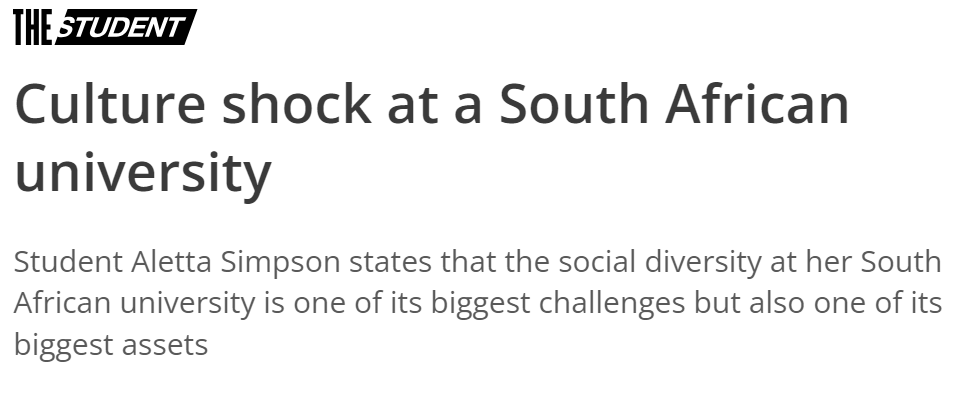 THE STUDENT
Culture shock at a South African
university
Student Aletta Simpson states that the social diversity at her South
African university is one of its biggest challenges but also one of its
biggest assets